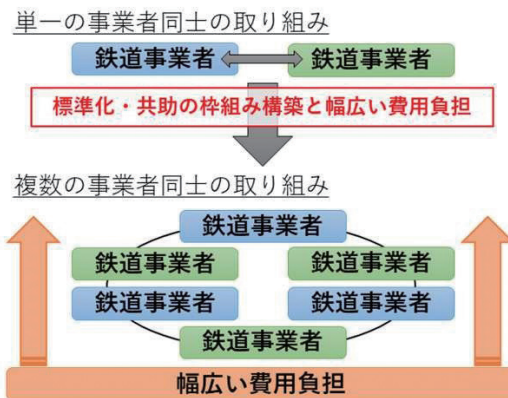 単一の事業者同士の取り組み
鉄道事業者 鉄道事業者
標準化・共助の枠組み構築と幅広い費用負担
複数の事業者同士の取り組み
鉄道事業者
鉄道事業者 鉄道事業者
鉄道事業者 鉄道事業者
鉄道事業者
幅広い費用負担